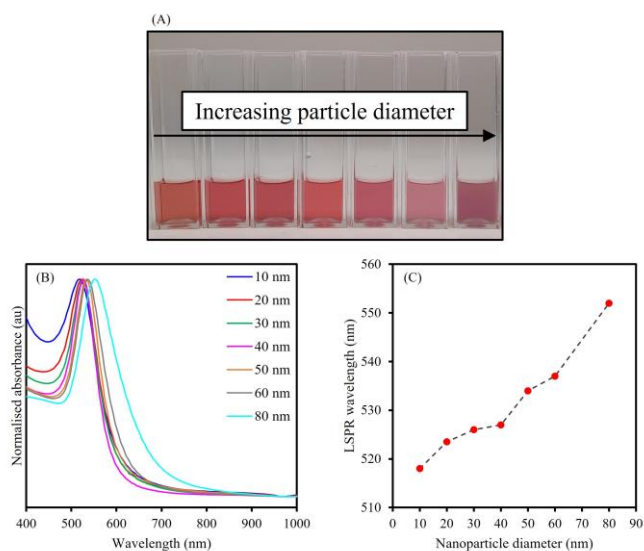 (A)
Increasing particle diameter
(B)
10 nm
20 nm
30 nm
40 nm
50 nm
60 nm
80 nm
Normalised absorbance (au)
400 500 600 700 800 900 1000
Wavelength (nm)
(C)
560
550
540
530
520
510
LSPR wavelength (nm)
0 10 20 30 40 50 60 70 80 90
Nanoparticle diameter (nm)